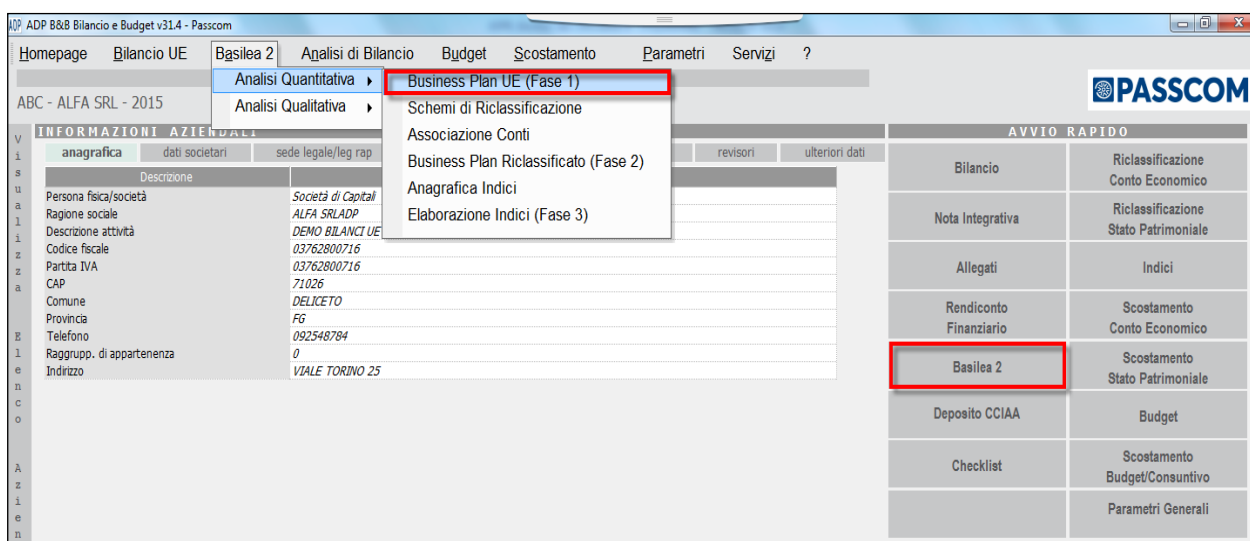 ADP B&B Bilancio e Budget v31.4 - Passcom
Homepage Bilancio UE Basilea 2 Analisi di Bilancio Budget Scostamento Parametri Servizi ?
Analisi Quantitativa
Analisi Qualitativa
Business Plan UE (Fase 1)
Schemi di Riclassificazione
Associazione Conti
Business Plan Riclassificato (Fase 2)
Anagrafica Indici
Elaborazione Indici (Fase 3)
PASSCOM
ABC - ALFA SRL - 2015
INFORMAZIONI AZIENDALI
anagrafica dati societari sede legale/leg rap revisori ulteriori dati
Descrizione
Persona fisica/società Società di Capitali
Ragione sociale ALFA SRLADP
Descrizione attività DEMO BILANCI UE
Codice fiscale 03762800716
Partita IVA 03762800716
CAP 71026
Comune DELICETO
Provincia FG
Telefono 092548784
Raggrupp. di appartenenza 0
Indirizzo VIALE TORINO 25
Visualizza Elenco Azien
AVVIO RAPIDO
Bilancio
Riclassificazione
Conto Economico
Nota Integrativa
Riclassificazione
Stato Patrimoniale
Allegati
Indici
Rendiconto
Finanziario
Scostamento
Conto Economico
Basilea 2
Scostamento
Stato Patrimoniale
Deposito CCIAA
Budget
Checklist
Scostamento
Budget/Consuntivo
Parametri Generali